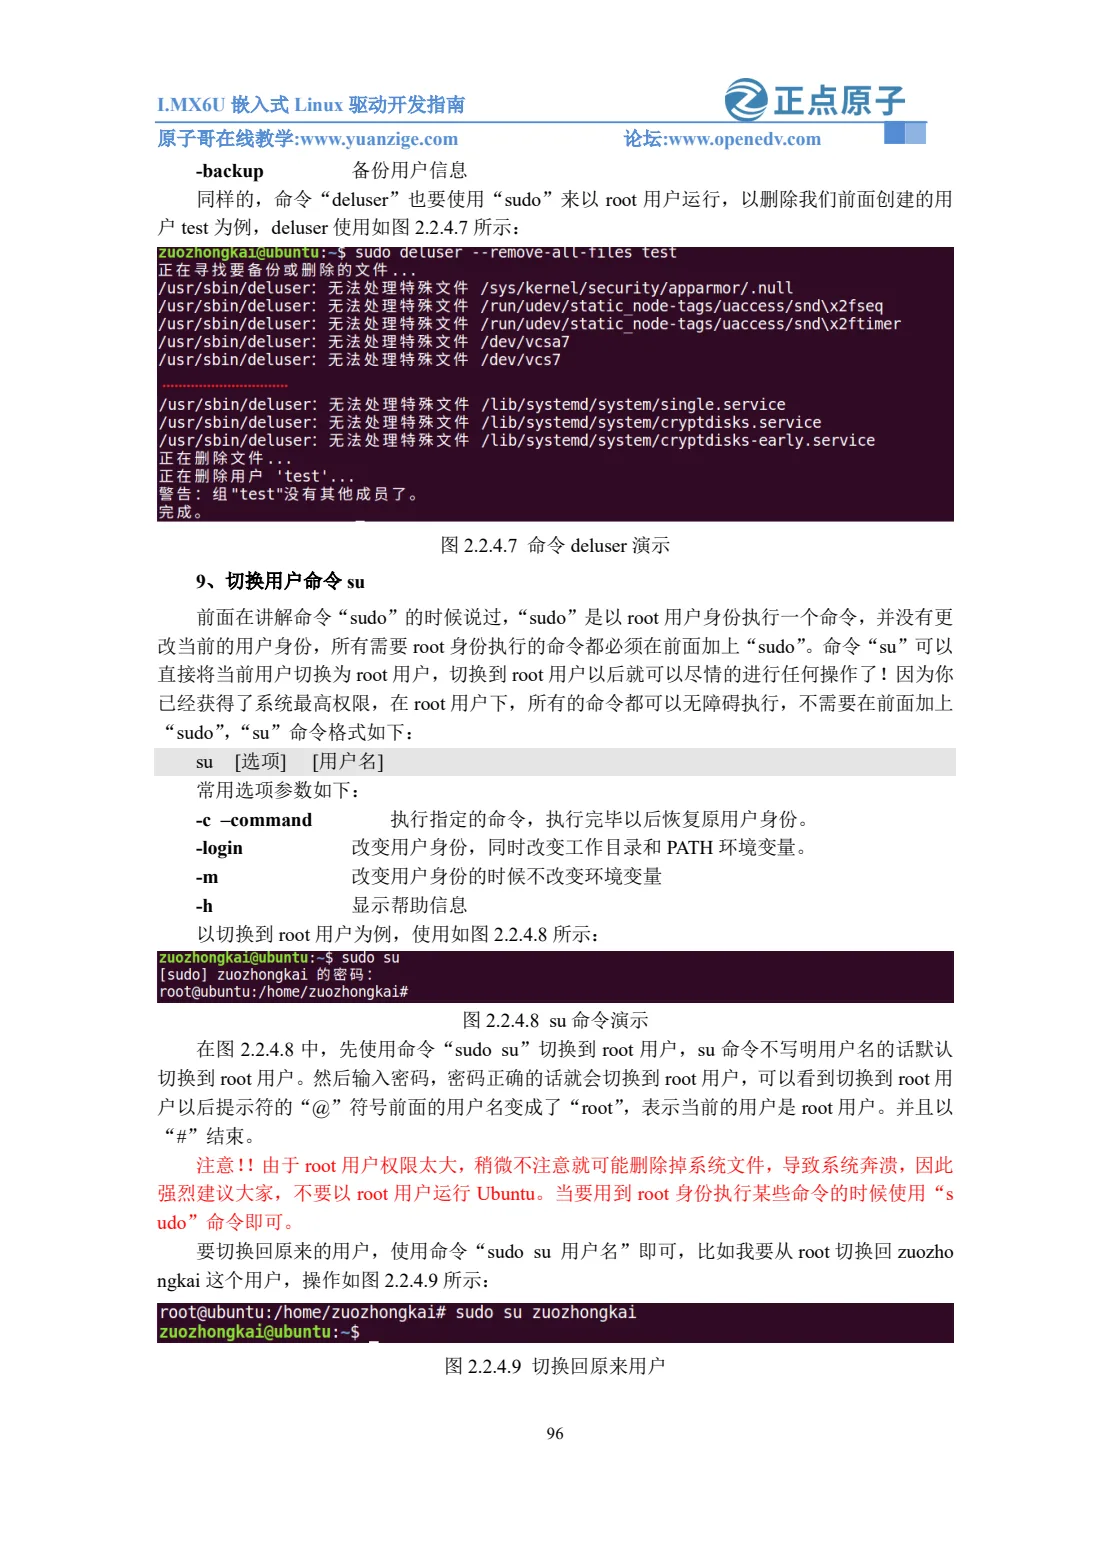 I.MX6U 嵌入式 Linux 驱动开发指南
正点原子
原子哥在线教学:www.yuanzige.com 论坛:www.openedv.com
-backup 备份用户信息
同样的，命令“deluser”也要使用“sudo”来以 root 用户运行，以删除我们前面创建的用
户 test 为例，deluser 使用如图 2.2.4.7 所示：
zuozhongkai@ubuntu:~$ sudo deluser --remove-all-files test
正在寻找要备份或删除的文件...
/usr/sbin/deluser: 无法处理特殊文件 /sys/kernel/security/apparmor/.null
/usr/sbin/deluser: 无法处理特殊文件 /run/udev/static_node-tags/uaccess/snd\x2fseq
/usr/sbin/deluser: 无法处理特殊文件 /run/udev/static_node-tags/uaccess/snd\x2ftimer
/usr/sbin/deluser: 无法处理特殊文件 /dev/vcsa7
/usr/sbin/deluser: 无法处理特殊文件 /dev/vcs7
/usr/sbin/deluser: 无法处理特殊文件 /lib/systemd/system/single.service
/usr/sbin/deluser: 无法处理特殊文件 /lib/systemd/system/cryptdisks.service
/usr/sbin/deluser: 无法处理特殊文件 /lib/systemd/system/cryptdisks-early.service
正在删除文件...
正在删除用户 'test'...
警告：组"test"没有其他成员了。
完成。
图 2.2.4.7 命令 deluser 演示
9、切换用户命令 su
前面在讲解命令“sudo”的时候说过，“sudo”是以 root 用户身份执行一个命令，并没有更
改当前的用户身份，所有需要 root 身份执行的命令都必须在前面加上“sudo”。命令“su”可以
直接将当前用户切换为 root 用户，切换到 root 用户以后就可以尽情的进行任何操作了！因为你
已经获得了系统最高权限，在 root 用户下，所有的命令都可以无障碍执行，不需要在前面加上
“sudo”，“su”命令格式如下：
su [选项] [用户名]
常用选项参数如下：
-c –command 执行指定的命令，执行完毕以后恢复原用户身份。
-login 改变用户身份，同时改变工作目录和 PATH 环境变量。
-m 改变用户身份的时候不改变环境变量
-h 显示帮助信息
以切换到 root 用户为例，使用如图 2.2.4.8 所示：
zuozhongkai@ubuntu:~$ sudo su
[sudo] zuozhongkai 的密码：
root@ubuntu:/home/zuozhongkai#
图 2.2.4.8 su 命令演示
在图 2.2.4.8 中，先使用命令“sudo su”切换到 root 用户，su 命令不写明用户名的话默认
切换到 root 用户。然后输入密码，密码正确的话就会切换到 root 用户，可以看到切换到 root 用
户以后提示符的“@”符号前面的用户名变成了“root”，表示当前的用户是 root 用户。并且以
“#”结束。
注意！！由于 root 用户权限太大，稍微不注意就可能删除掉系统文件，导致系统奔溃，因此
强烈建议大家，不要以 root 用户运行 Ubuntu。当要用到 root 身份执行某些命令的时候使用“s
udo”命令即可。
要切换回原来的用户，使用命令“sudo su 用户名”即可，比如我要从 root 切换回 zuozho
ngkai 这个用户，操作如图 2.2.4.9 所示：
root@ubuntu:/home/zuozhongkai# sudo su zuozhongkai
zuozhongkai@ubuntu:~$
图 2.2.4.9 切换回原来用户
96